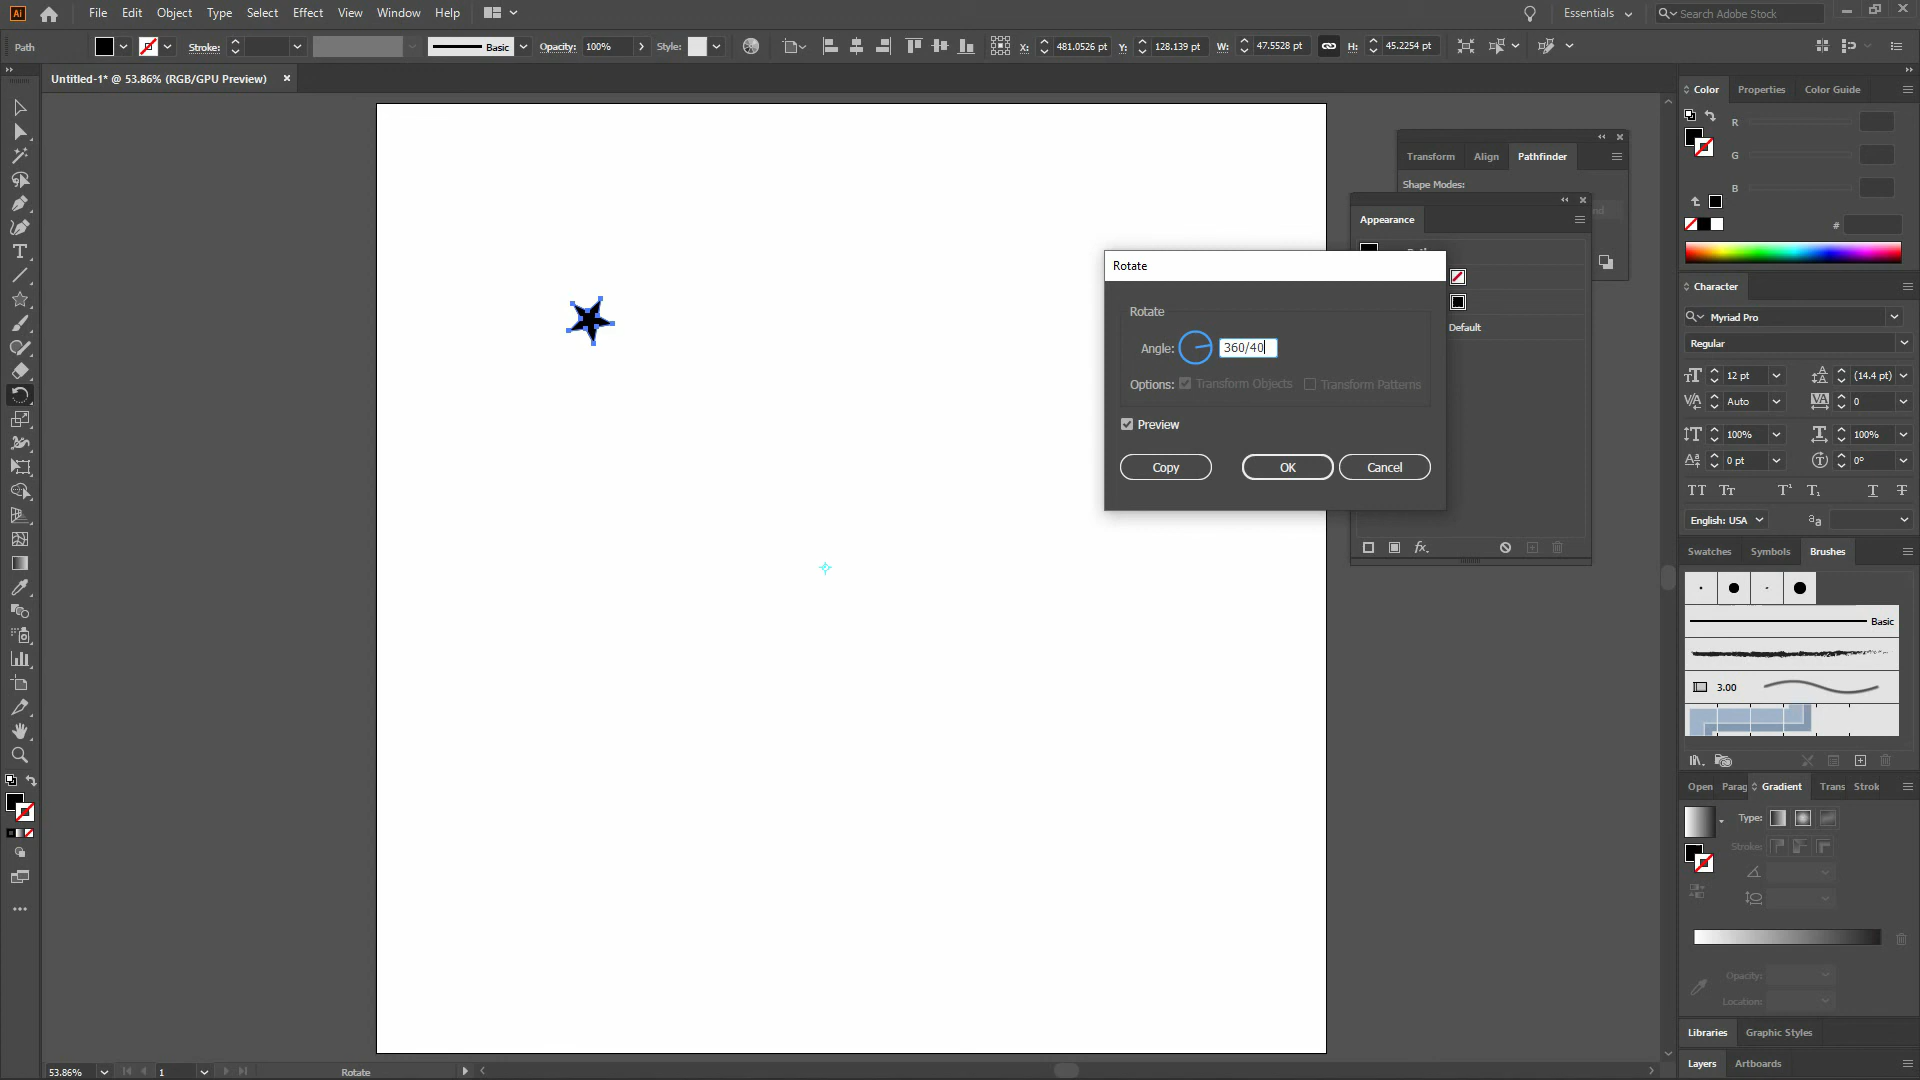 Ai File Edit Object Type Select Effect View Window Help Essentials Search Adobe Stock
Path Stroke: Basic Opacity: 100% Style: X: 481.0526 pt Y: 128.139 pt W: 47.5528 pt H: 45.2254 pt
Untitled-1* @ 53.86% (RGB/GPU Preview)
Color Properties Color Guide
R
G
B
#
Transform Align Pathfinder
Shape Modes:
Appearance
Default
Rotate
Rotate
Angle: 360/40
Options: Transform Objects Transform Patterns
Preview
Copy OK Cancel
fx
Character
Myriad Pro
Regular
12 pt (14.4 pt)
Auto 0
100% 100%
0 pt 0°
English: USA
Swatches Symbols Brushes
Basic
3.00
Open Parag Gradient Trans Strok
Type:
Stroke:
Opacity:
Location:
Libraries Graphic Styles
Layers Artboards
53.86% 1 Rotate